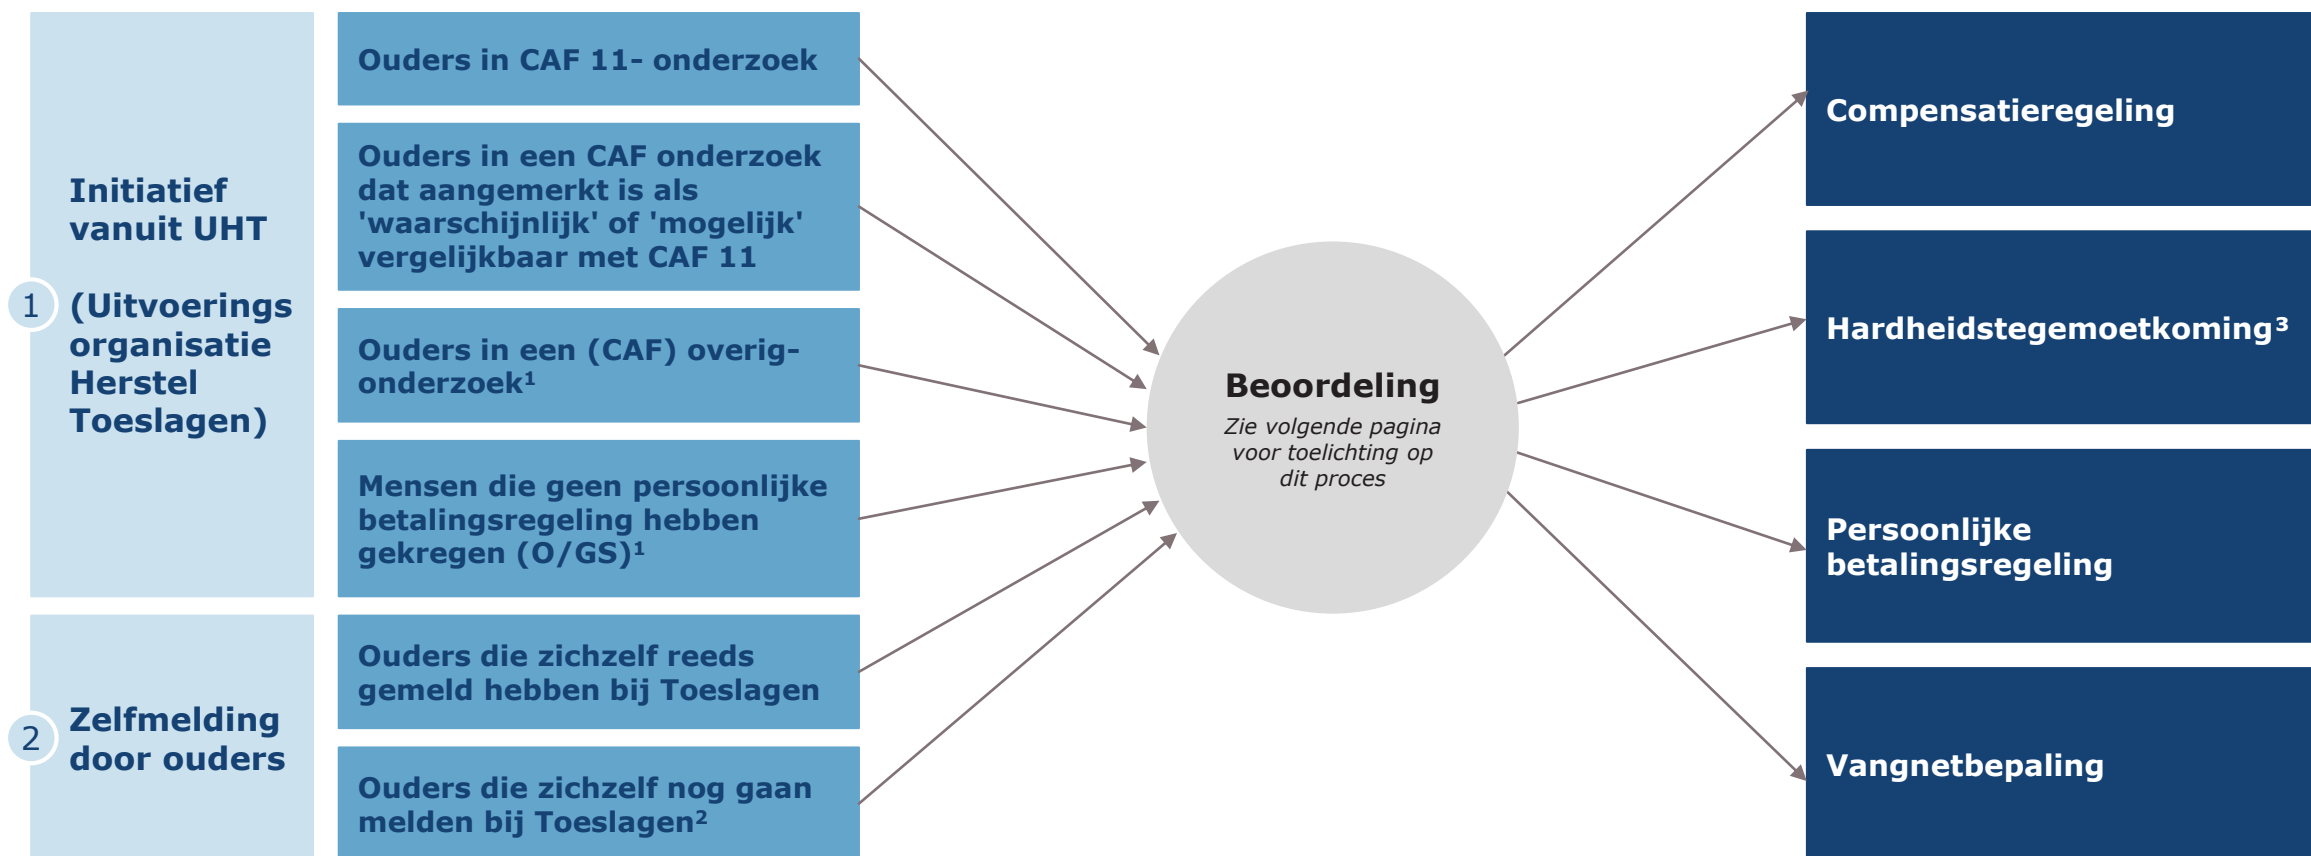 1
Initiatief
vanuit UHT
(Uitvoerings
organisatie
Herstel
Toeslagen)
Ouders in CAF 11- onderzoek
Ouders in een CAF onderzoek
dat aangemerkt is als
'waarschijnlijk' of 'mogelijk'
vergelijkbaar met CAF 11
Ouders in een (CAF) overig-
onderzoek¹
Mensen die geen persoonlijke
betalingsregeling hebben
gekregen (O/GS)¹
2
Zelfmelding
door ouders
Ouders die zichzelf reeds
gemeld hebben bij Toeslagen
Ouders die zichzelf nog gaan
melden bij Toeslagen²
Beoordeling
Zie volgende pagina
voor toelichting op
dit proces
Compensatieregeling
Hardheidstegemoetkoming³
Persoonlijke
betalingsregeling
Vangnetbepaling